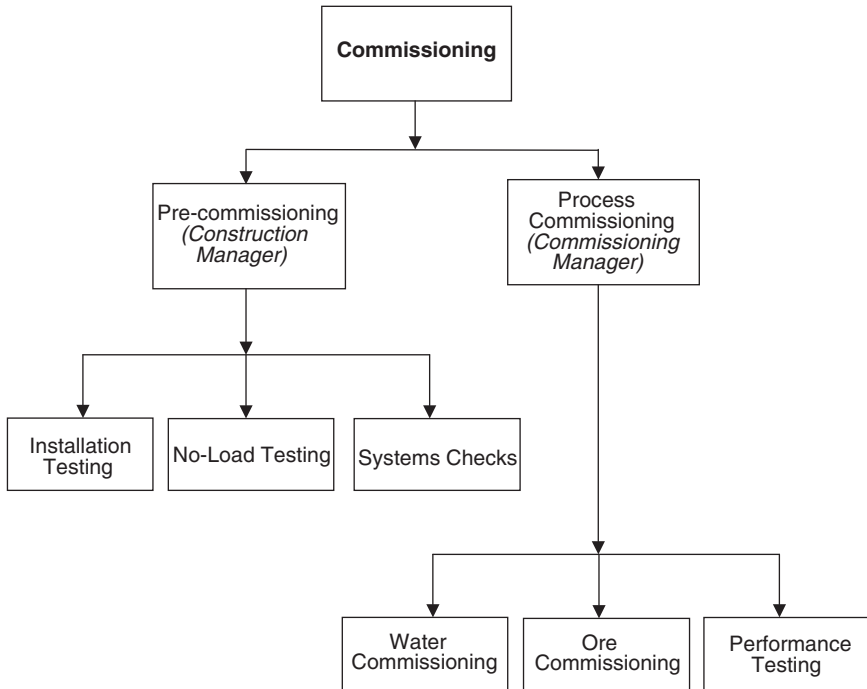 Commissioning
Pre-commissioning
(Construction
Manager)
Process
Commissioning
(Commissioning
Manager)
Installation
Testing
No-Load Testing
Systems Checks
Water
Commissioning
Ore
Commissioning
Performance
Testing